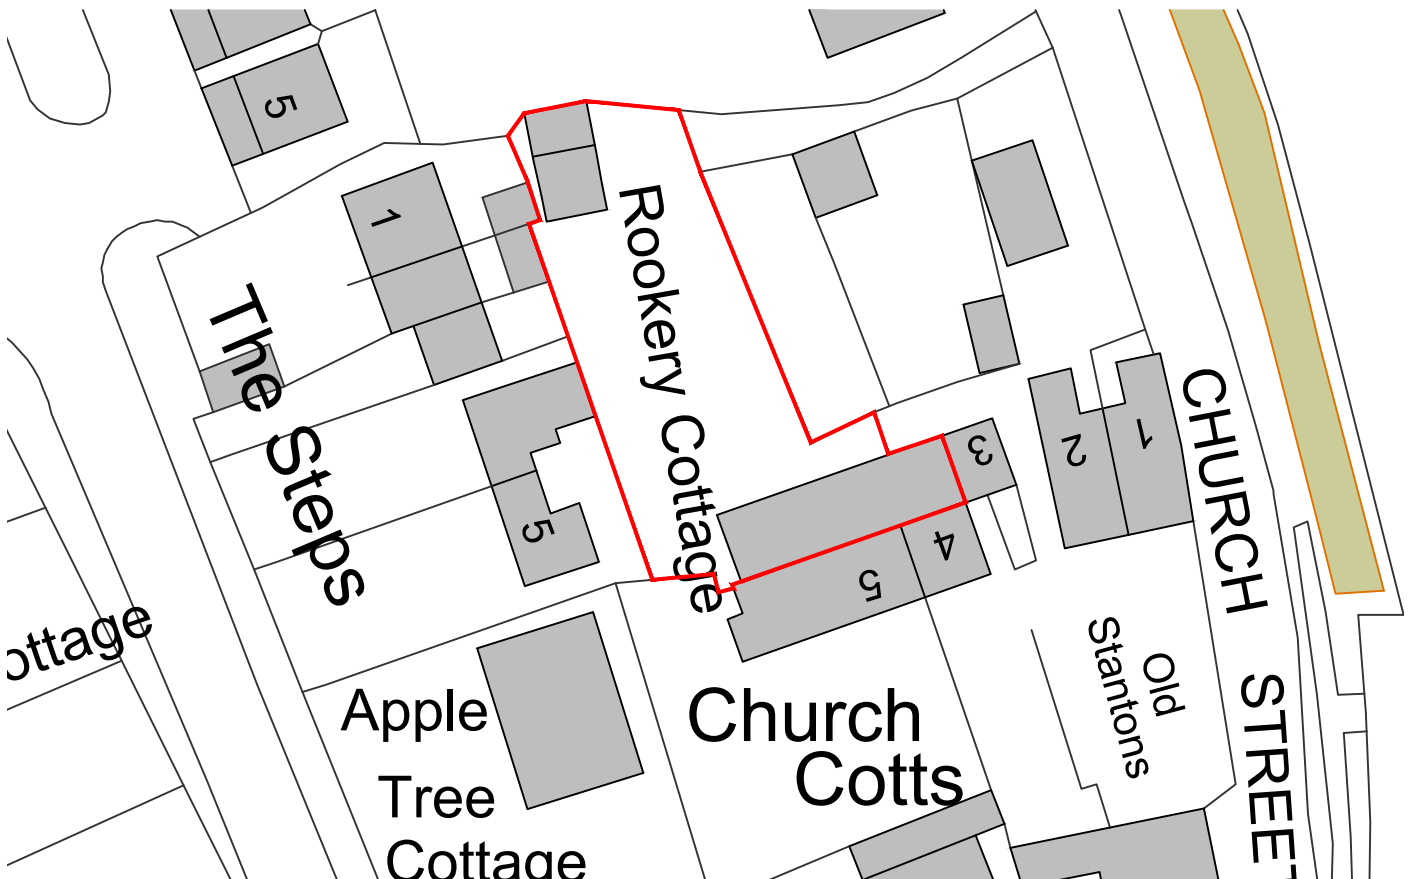 5
1
The Steps
Rookery Cottage
5
3
2
1
4
5
CHURCH STREET
ottage
Apple
Tree
Cottage
Church
Cotts
Old
Stantons